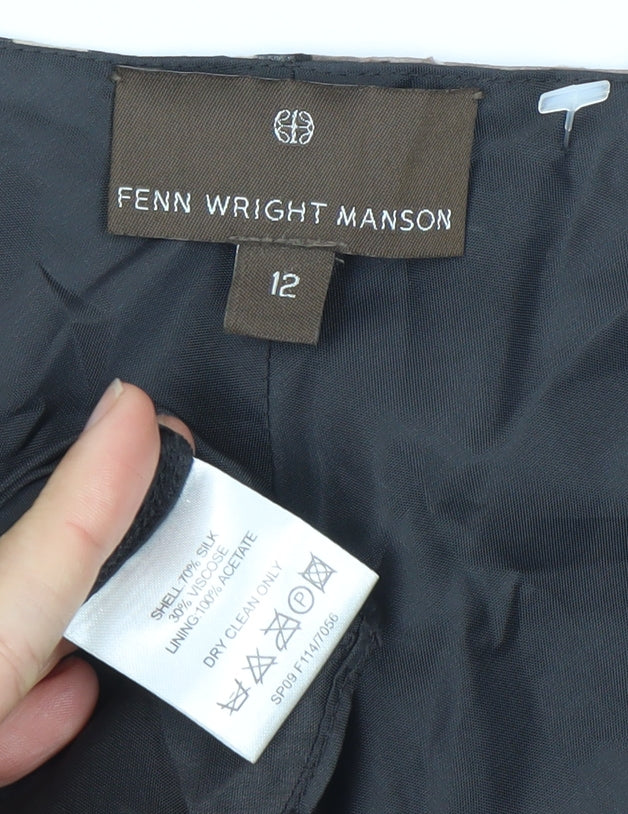 FENN WRIGHT MANSON
12
SHELL:70% SILK
30% VISCOSE
LINING:100% ACETATE
DRY CLEAN ONLY
P
SP09 F114/7056